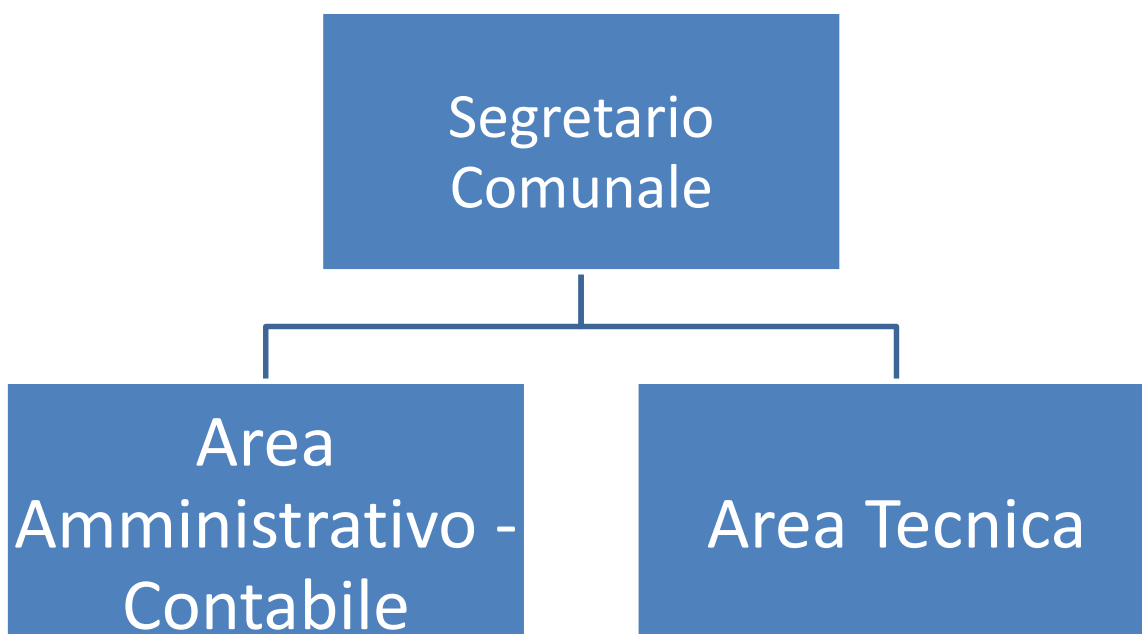 Segretario
Comunale
Area
Amministrativo -
Contabile
Area Tecnica